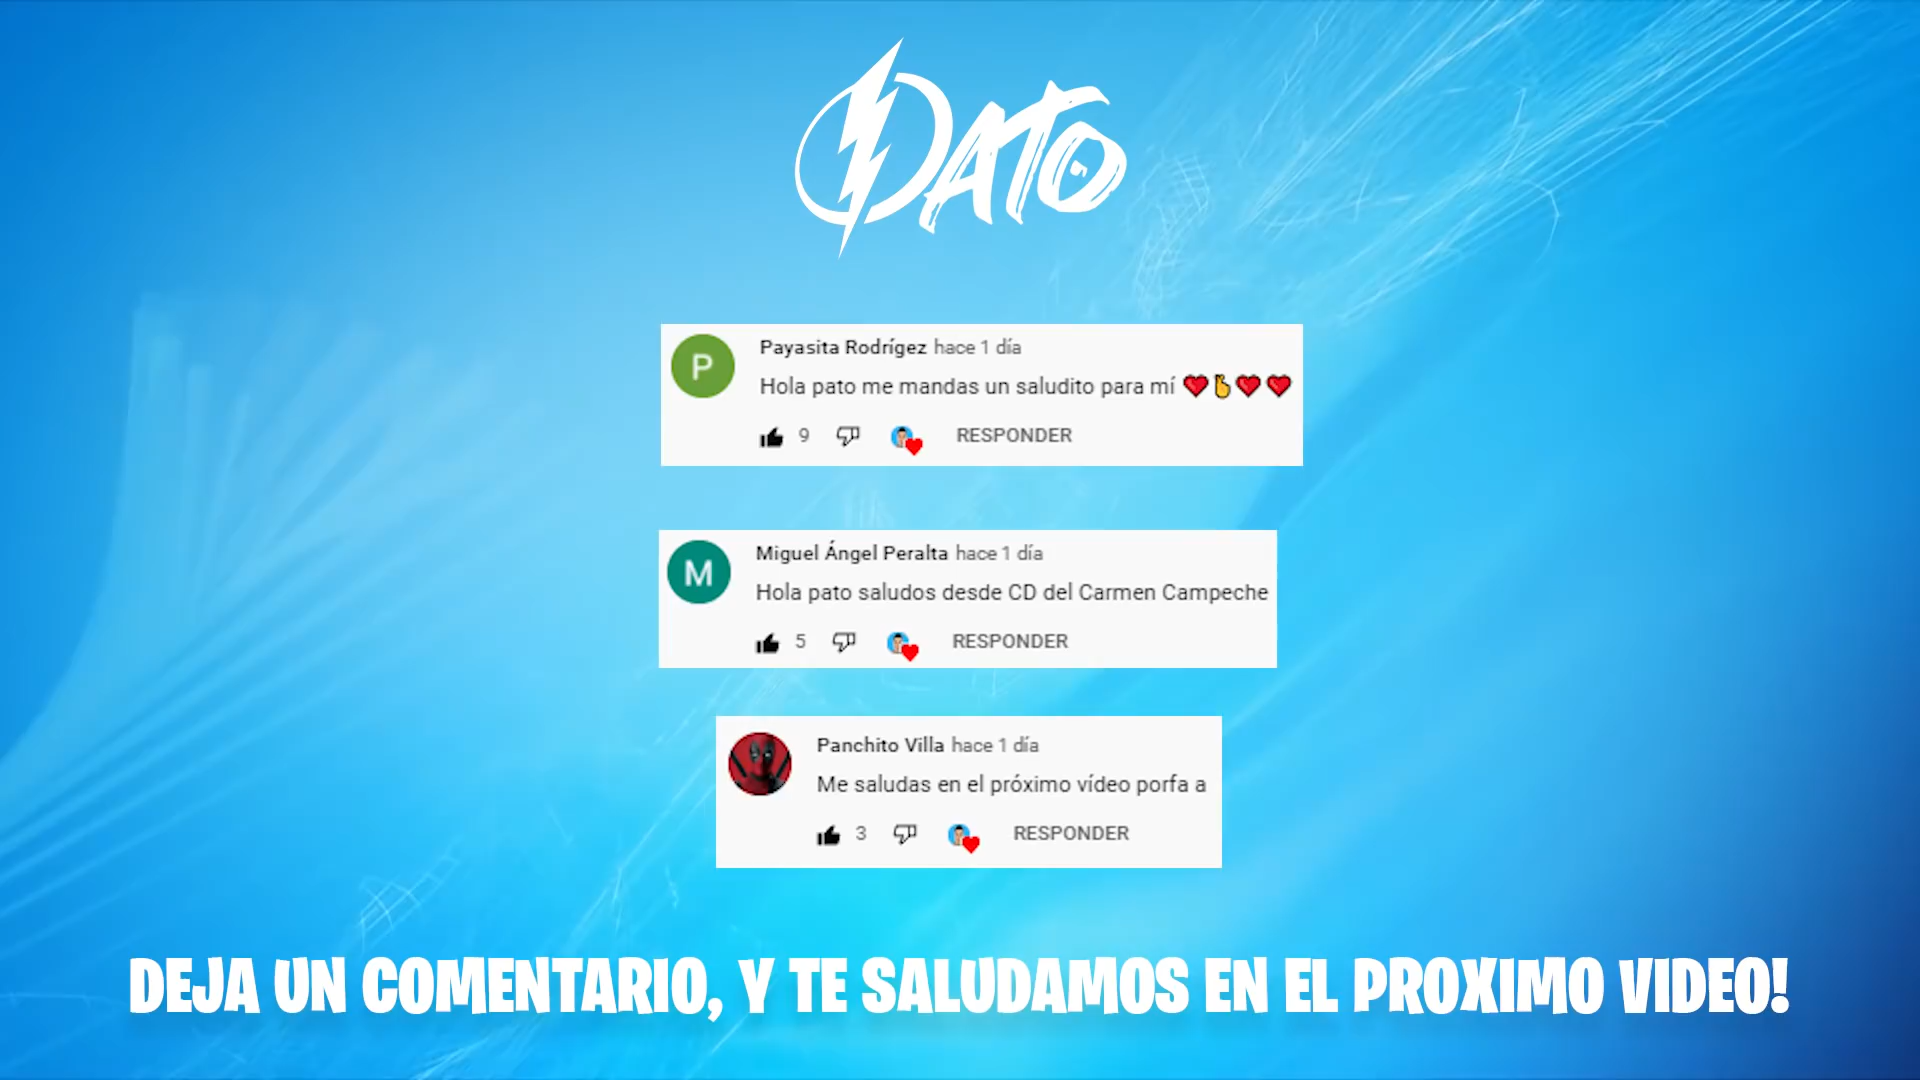 DATO
P
Payasita Rodrígez hace 1 día
Hola pato me mandas un saludito para mí ❤️🫰❤️❤️
9 RESPONDER
M
Miguel Ángel Peralta hace 1 día
Hola pato saludos desde CD del Carmen Campeche
5 RESPONDER
Panchito Villa hace 1 día
Me saludas en el próximo vídeo porfa a
3 RESPONDER
DEJA UN COMENTARIO, Y TE SALUDAMOS EN EL PROXIMO VIDEO!